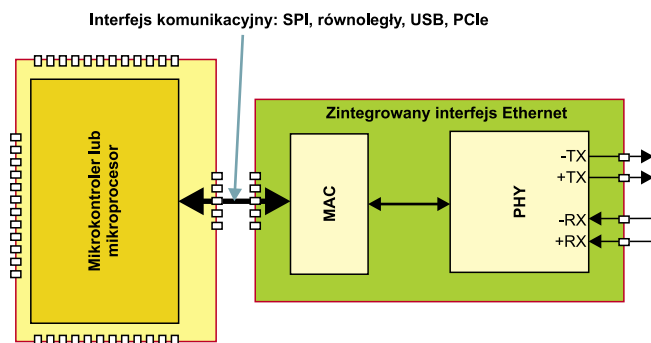 Interfejs komunikacyjny: SPI, równoległy, USB, PCIe
Zintegrowany interfejs Ethernet
Mikrokontroler lub
mikroprocesor
MAC
PHY
-TX
+TX
-RX
+RX